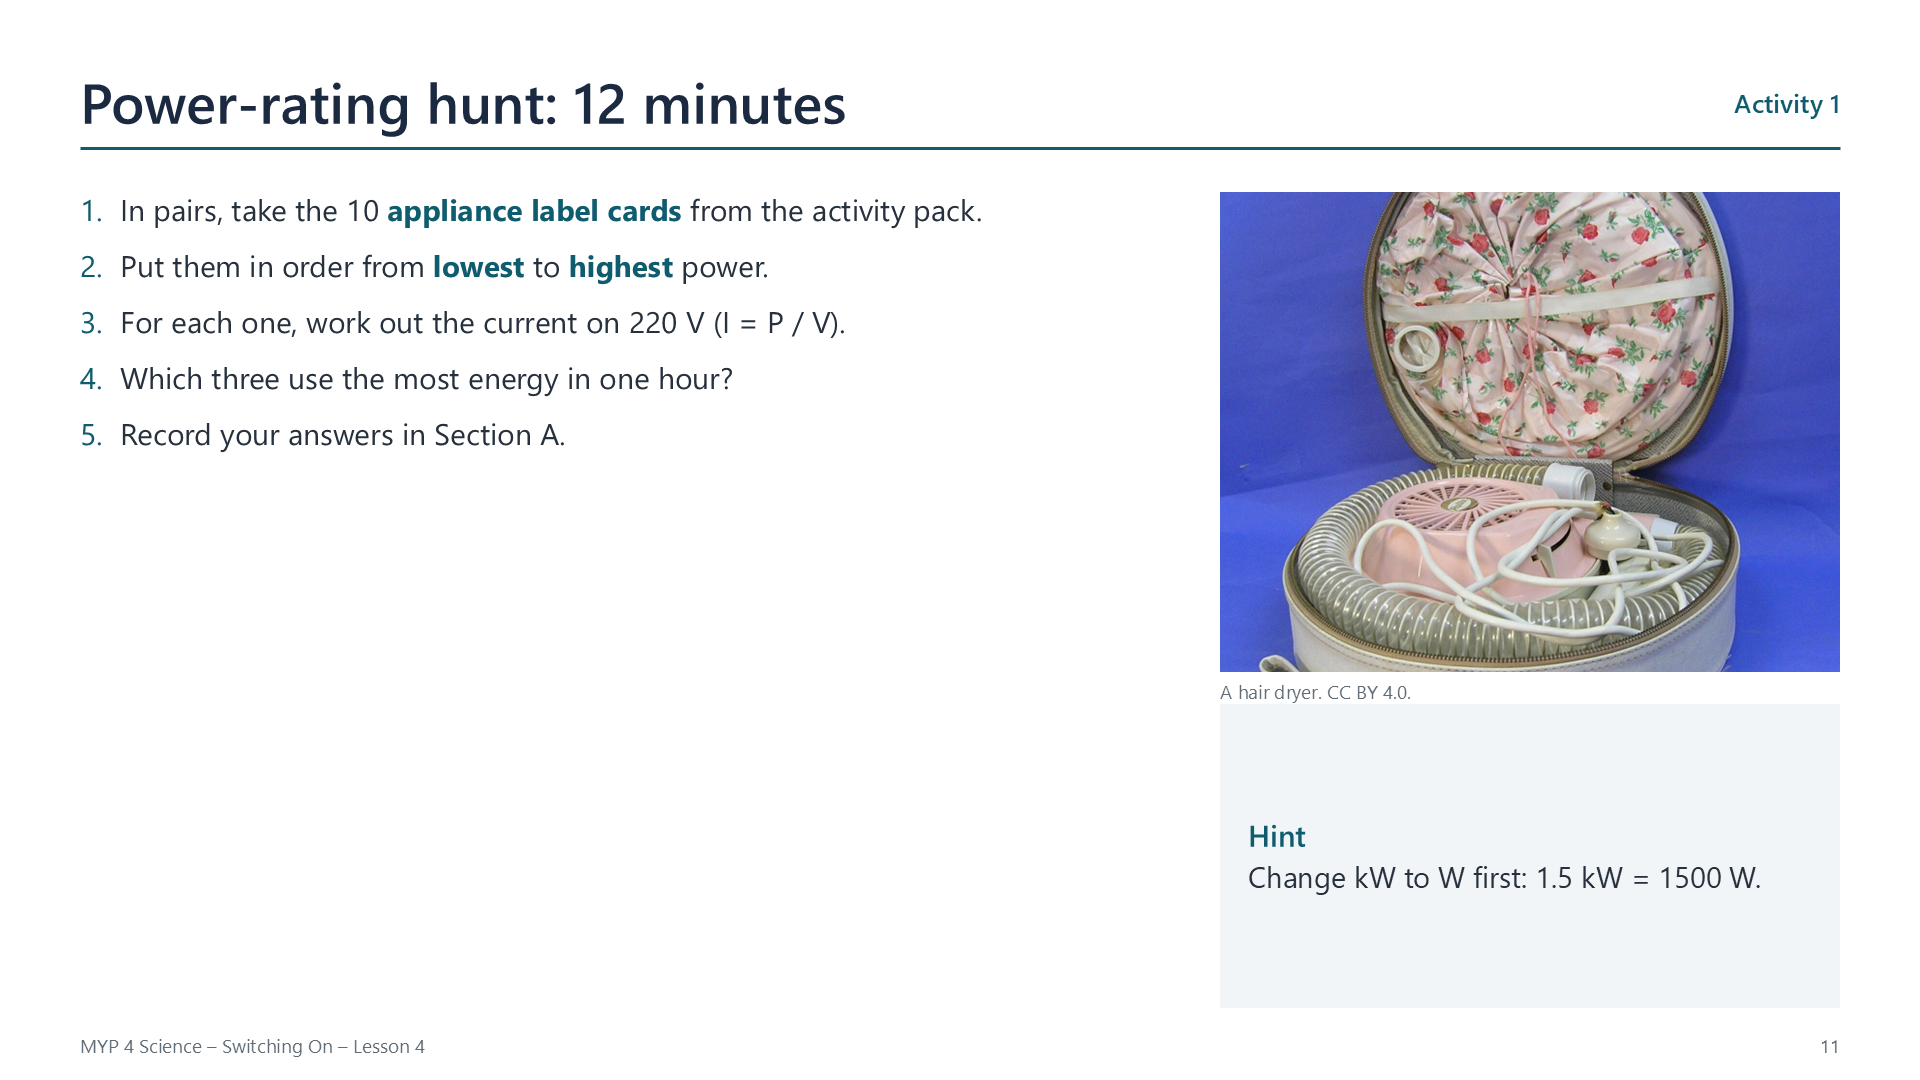 Power-rating hunt: 12 minutes
Activity 1
1. In pairs, take the 10 appliance label cards from the activity pack.
2. Put them in order from lowest to highest power.
3. For each one, work out the current on 220 V (I = P / V).
4. Which three use the most energy in one hour?
5. Record your answers in Section A.
A hair dryer. CC BY 4.0.
Hint
Change kW to W first: 1.5 kW = 1500 W.
MYP 4 Science – Switching On – Lesson 4
11